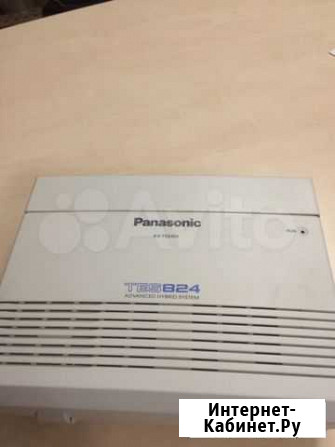 Panasonic
TES824
ADVANCED HYBRID SYSTEM
Avito
Интернет-
Кабинет.Ру